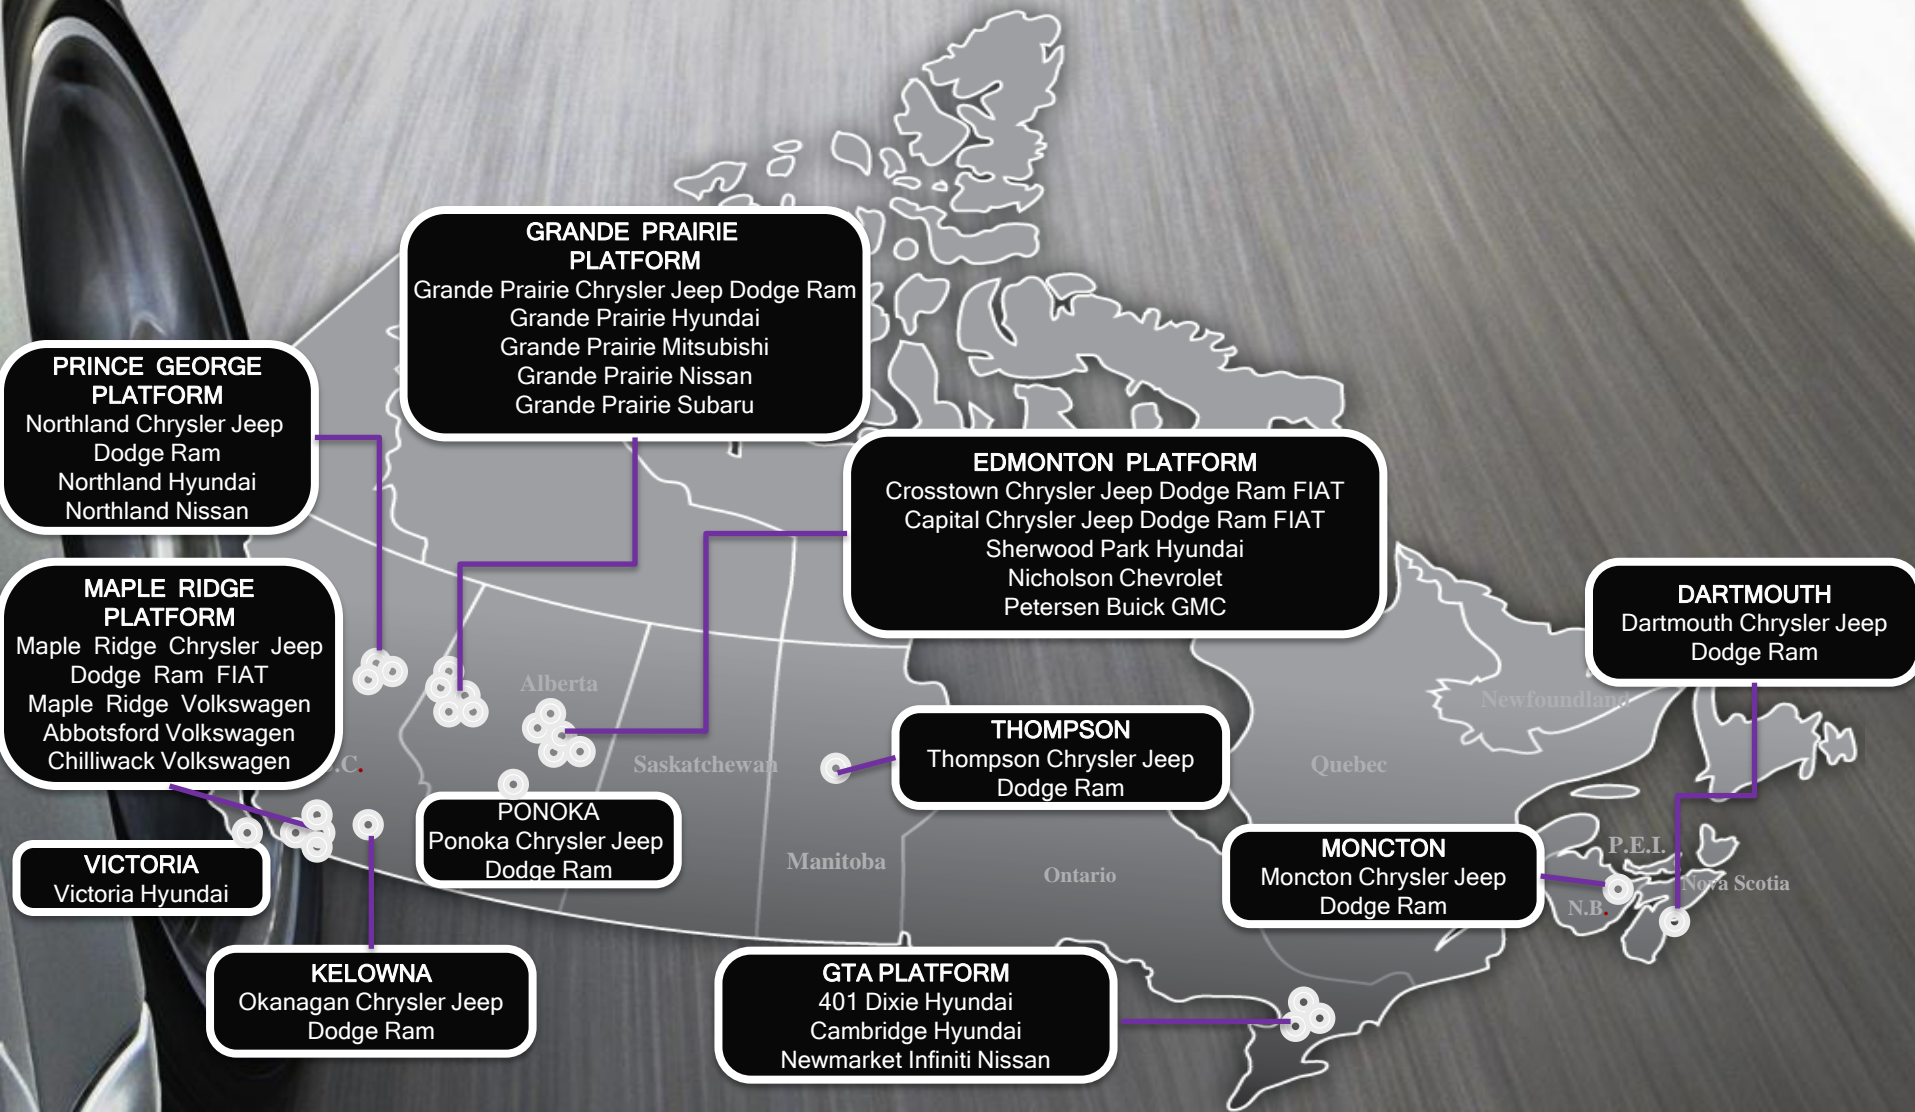 GRANDE PRAIRIE
PLATFORM
Grande Prairie Chrysler Jeep Dodge Ram
Grande Prairie Hyundai
Grande Prairie Mitsubishi
Grande Prairie Nissan
Grande Prairie Subaru
PRINCE GEORGE
PLATFORM
Northland Chrysler Jeep
Dodge Ram
Northland Hyundai
Northland Nissan
EDMONTON PLATFORM
Crosstown Chrysler Jeep Dodge Ram FIAT
Capital Chrysler Jeep Dodge Ram FIAT
Sherwood Park Hyundai
Nicholson Chevrolet
Petersen Buick GMC
MAPLE RIDGE
PLATFORM
Maple Ridge Chrysler Jeep
Dodge Ram FIAT
Maple Ridge Volkswagen
Abbotsford Volkswagen
Chilliwack Volkswagen
DARTMOUTH
Dartmouth Chrysler Jeep
Dodge Ram
Alberta
Newfoundland
.C.
Saskatchewan
THOMPSON
Thompson Chrysler Jeep
Dodge Ram
Quebec
PONOKA
Ponoka Chrysler Jeep
Dodge Ram
VICTORIA
Victoria Hyundai
Manitoba
Ontario
MONCTON
Moncton Chrysler Jeep
Dodge Ram
P.E.I.
Nova Scotia
N.B.
KELOWNA
Okanagan Chrysler Jeep
Dodge Ram
GTA PLATFORM
401 Dixie Hyundai
Cambridge Hyundai
Newmarket Infiniti Nissan